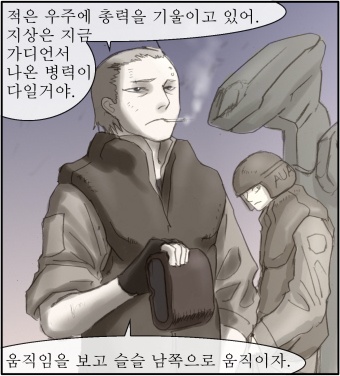 적은 우주에 총력을 기울이고 있어.
지상은 지금
가디언서
나온 병력이
다일거야.
움직임을 보고 슬슬 남쪽으로 움직이자.